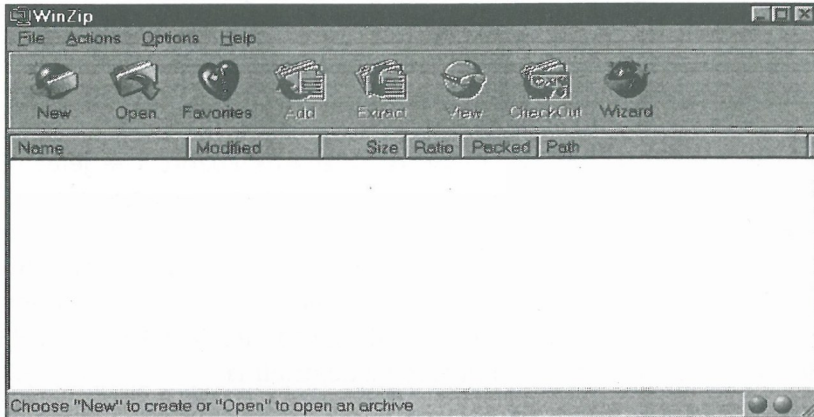 WinZip
File Actions Options Help
New Open Favorites Add Extract View CheckOut Wizard
Name Modified Size Ratio Packed Path
Choose "New" to create or "Open" to open an archive